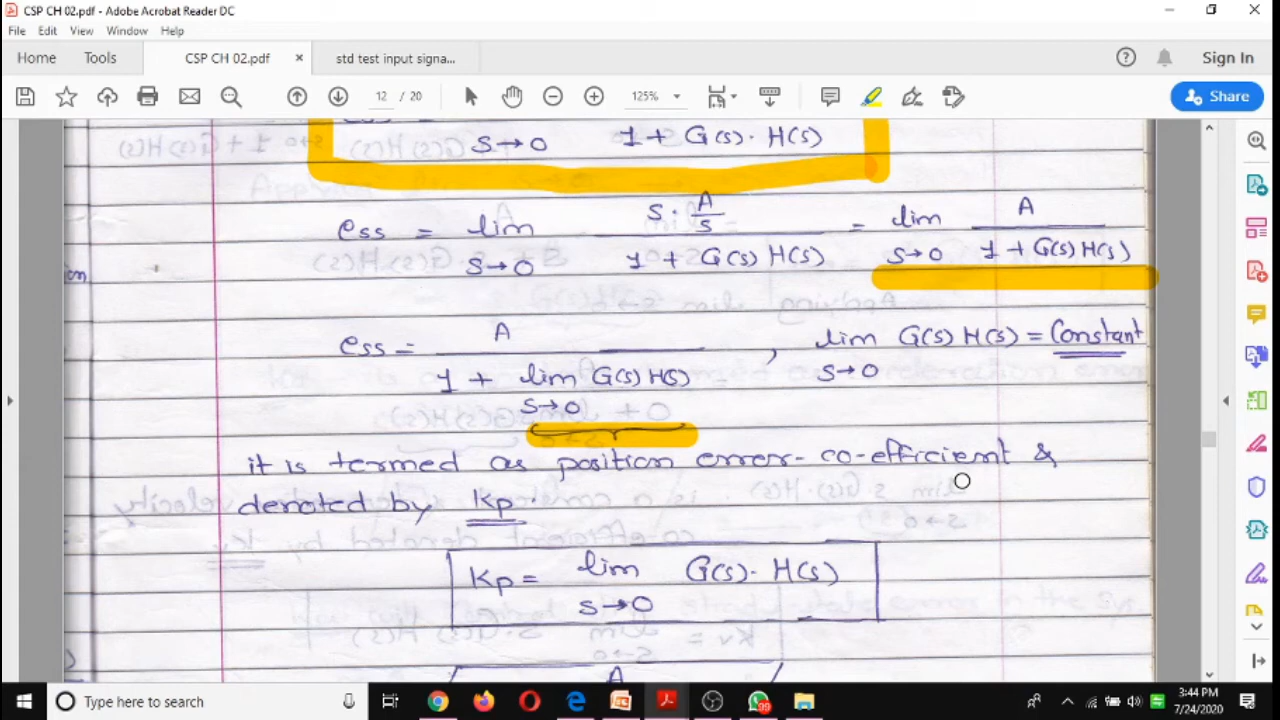 CSP CH 02.pdf - Adobe Acrobat Reader DC
File Edit View Window Help
Home Tools CSP CH 02.pdf × std test input signa... ? Sign In
12 / 20 125% Share
s→0 1 + G(s)·H(s)
ess = lim s · A/s = lim A
s→0 1 + G(s) H(s) s→0 1 + G(s)H(s)
ess = A , lim G(s) H(s) = Constant
1 + lim G(s) H(s) s→0
s→0
it is termed as position error co-efficient &
denoted by Kp.
Kp = lim G(s)· H(s)
s→0
A
Type here to search
99
3:44 PM
7/24/2020